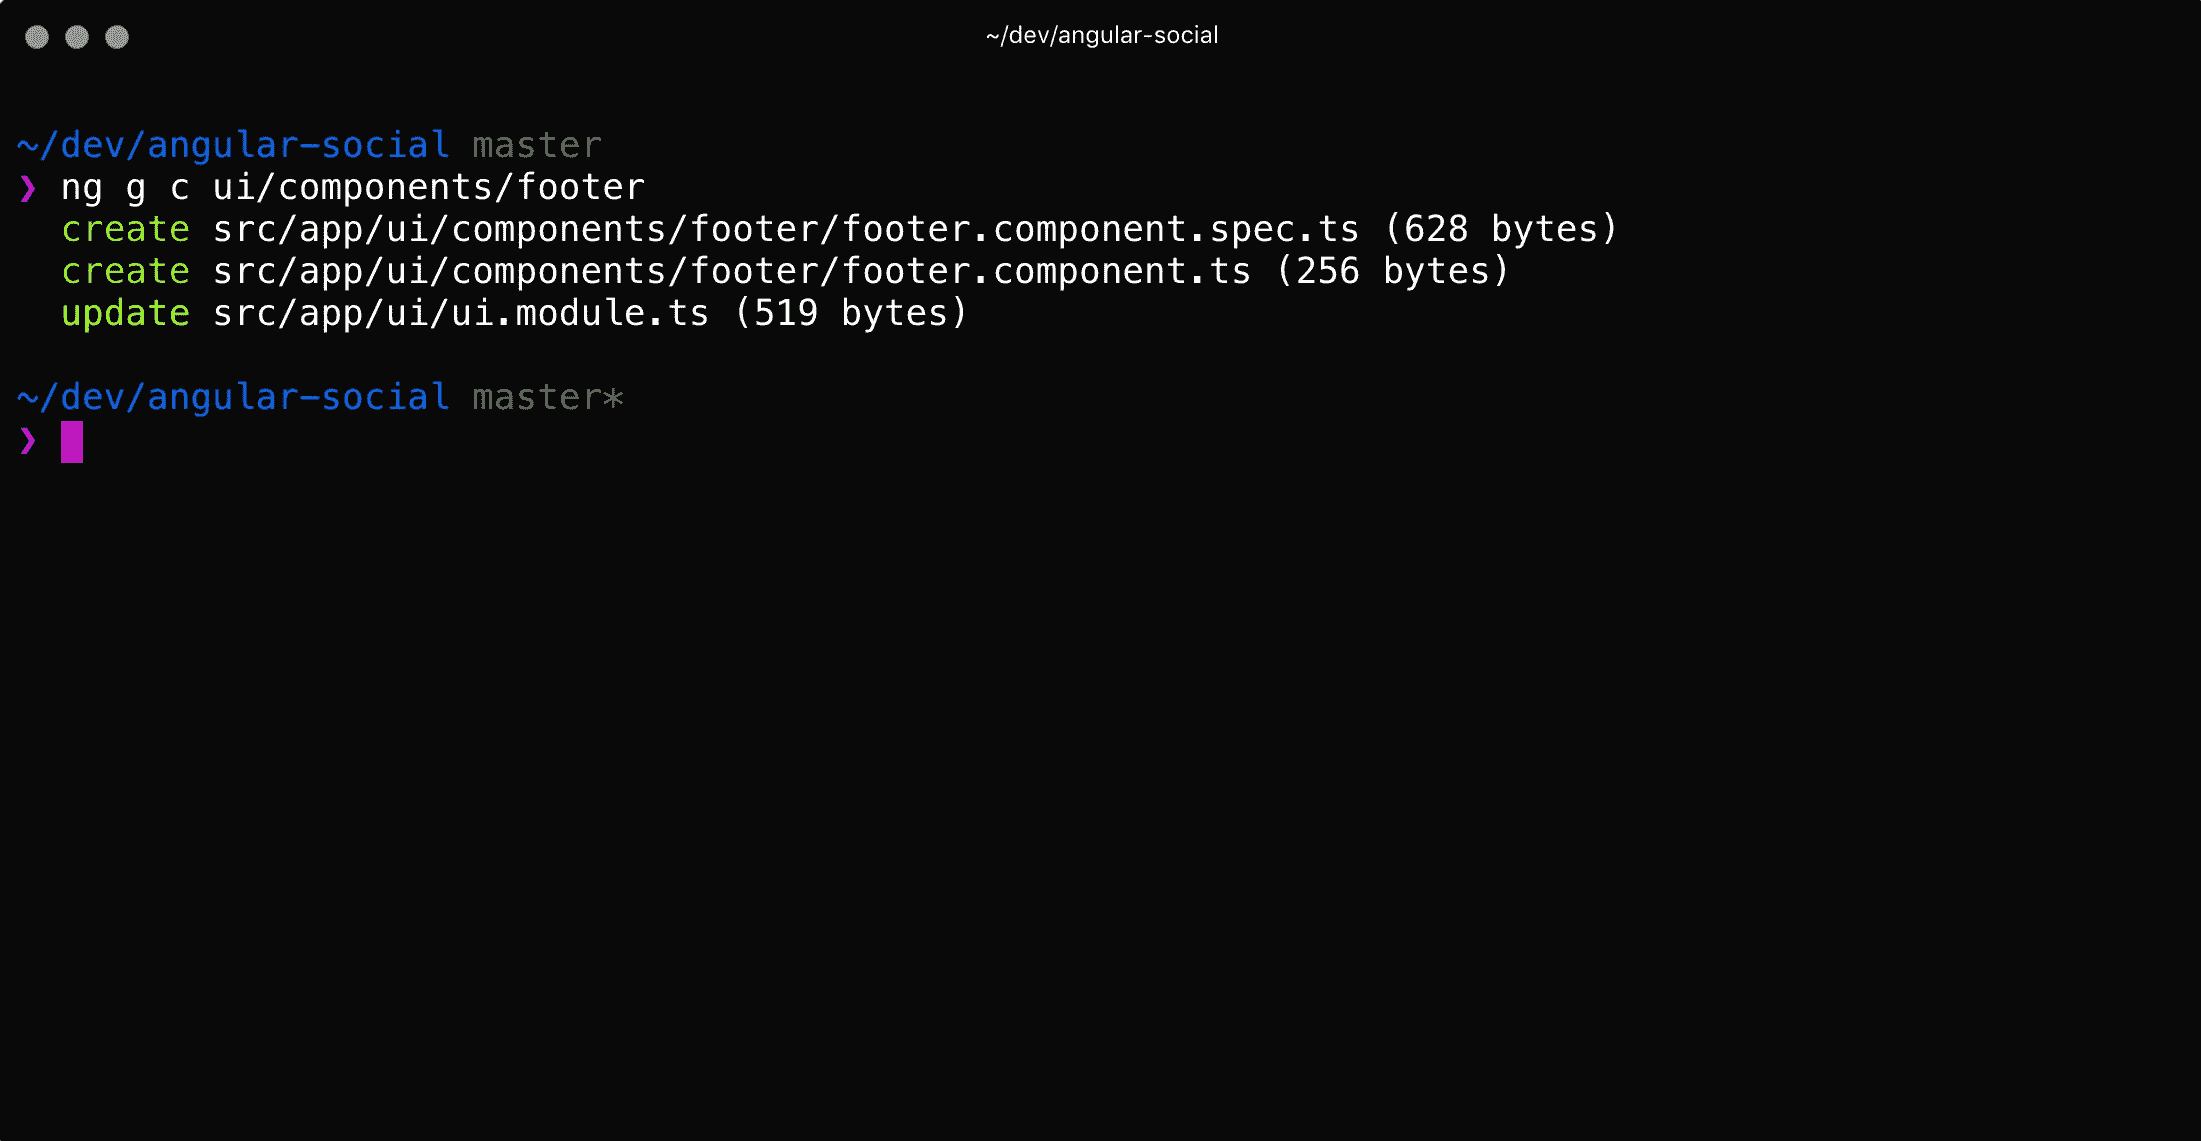 ~/dev/angular-social
~/dev/angular-social master
❯ ng g c ui/components/footer
create src/app/ui/components/footer/footer.component.spec.ts (628 bytes)
create src/app/ui/components/footer/footer.component.ts (256 bytes)
update src/app/ui/ui.module.ts (519 bytes)
~/dev/angular-social master*
❯